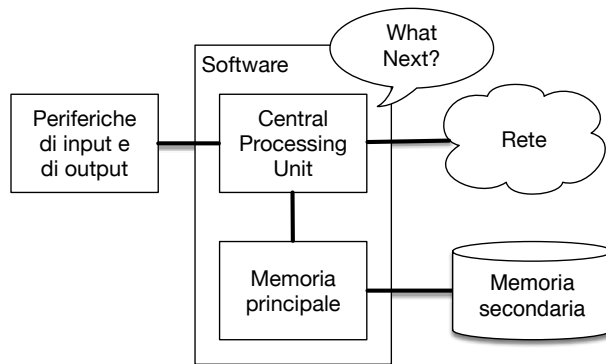 What
Next?
Software
Periferiche
di input e
di output
Central
Processing
Unit
Rete
Memoria
principale
Memoria
secondaria